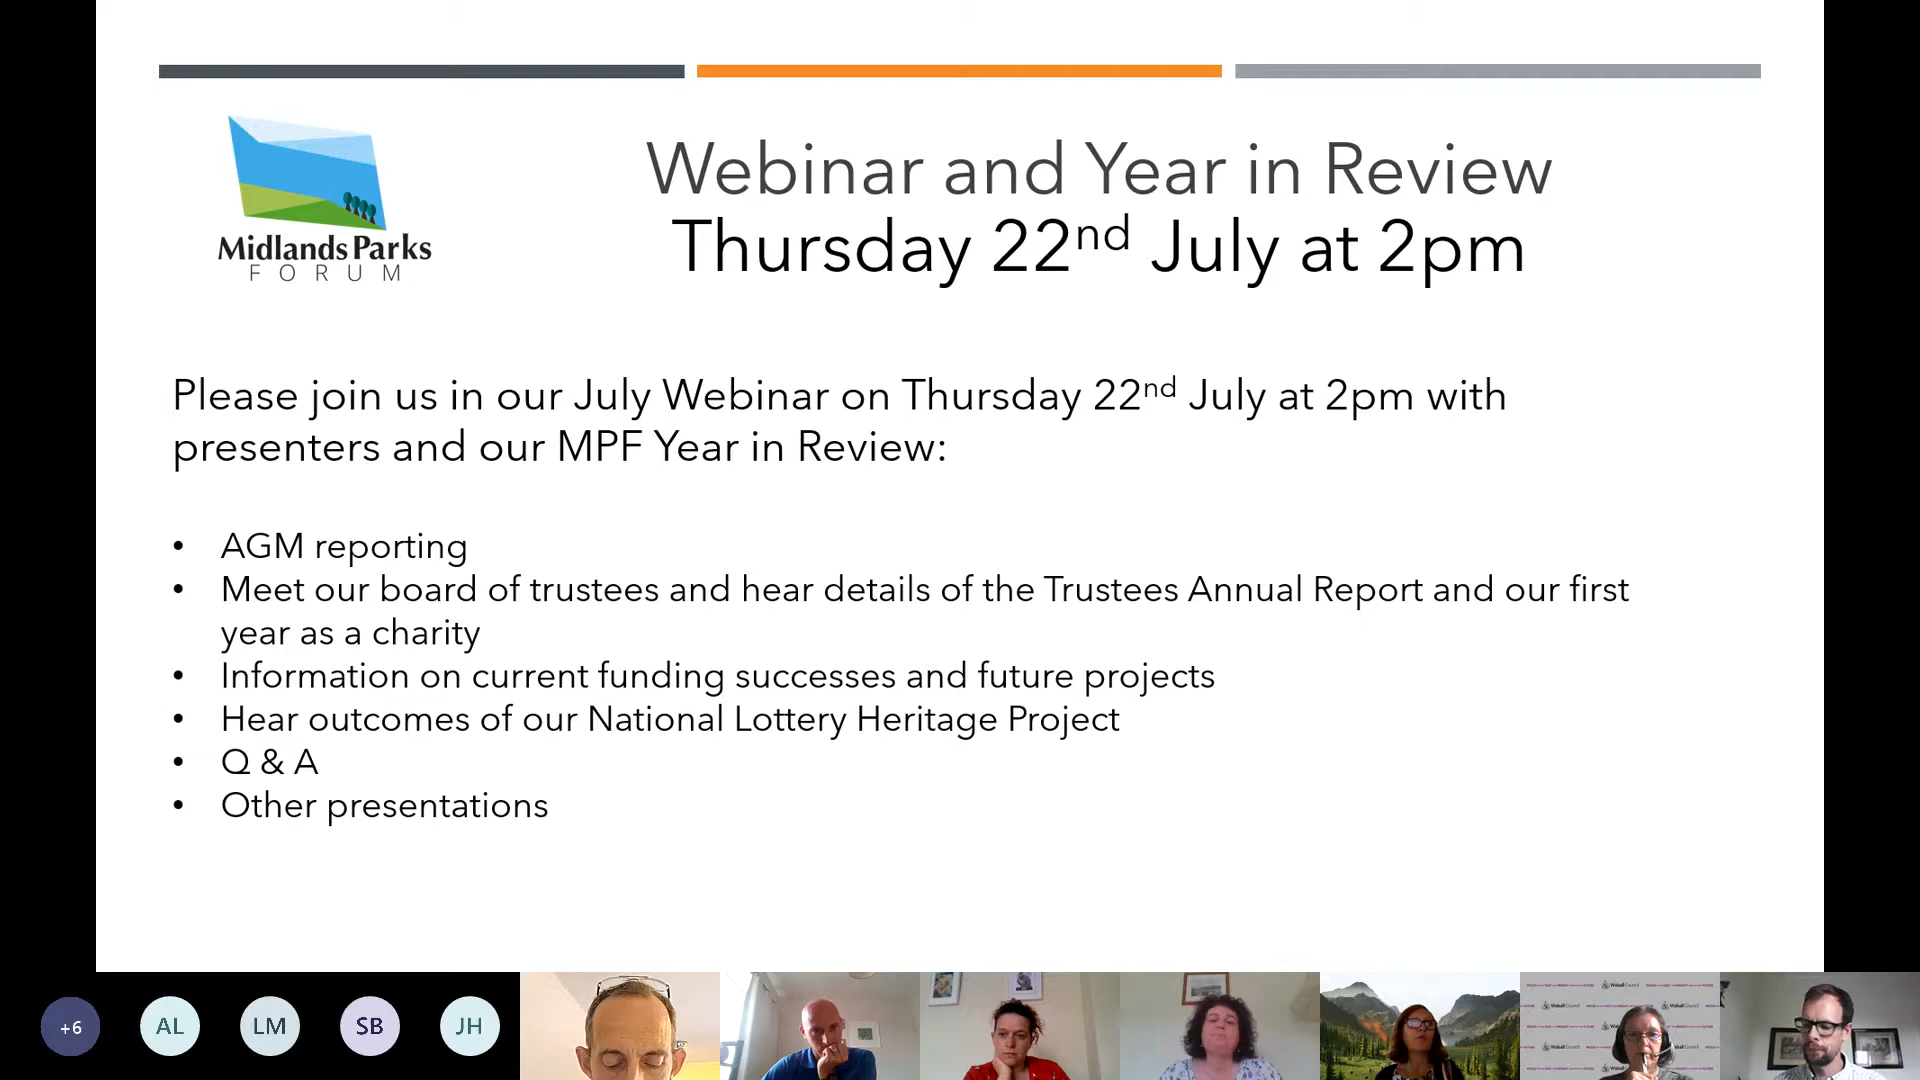 Webinar and Year in Review
Thursday 22nd July at 2pm
Midlands Parks
FORUM
Please join us in our July Webinar on Thursday 22nd July at 2pm with
presenters and our MPF Year in Review:
• AGM reporting
• Meet our board of trustees and hear details of the Trustees Annual Report and our first
year as a charity
• Information on current funding successes and future projects
• Hear outcomes of our National Lottery Heritage Project
• Q & A
• Other presentations
+6
AL
LM
SB
JH
Walsall Council